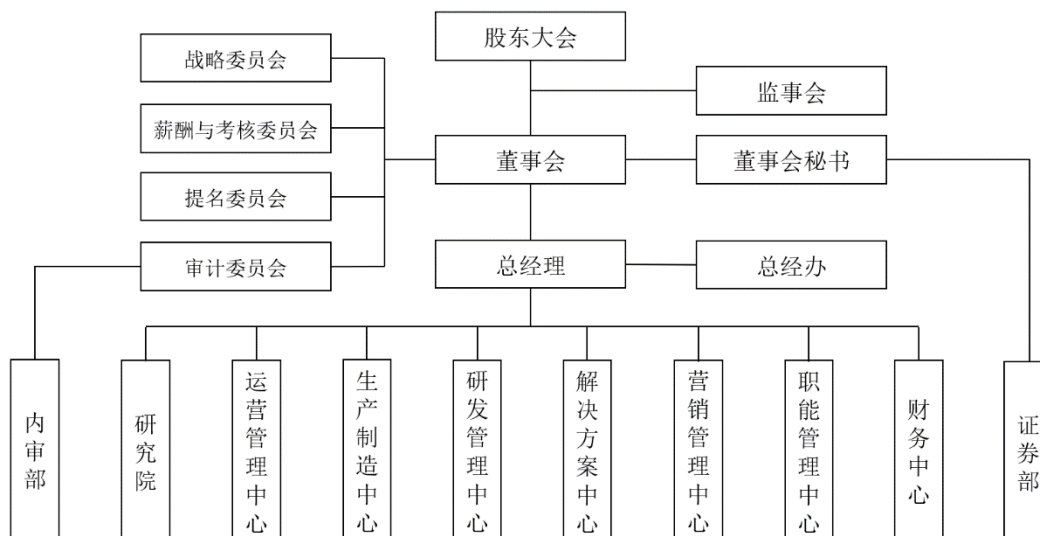 股东大会
战略委员会
监事会
薪酬与考核委员会
董事会
董事会秘书
提名委员会
审计委员会
总经理
总经办
内审部
研究院
运营管理中心
生产制造中心
研发管理中心
解决方案中心
营销管理中心
职能管理中心
财务中心
证券部